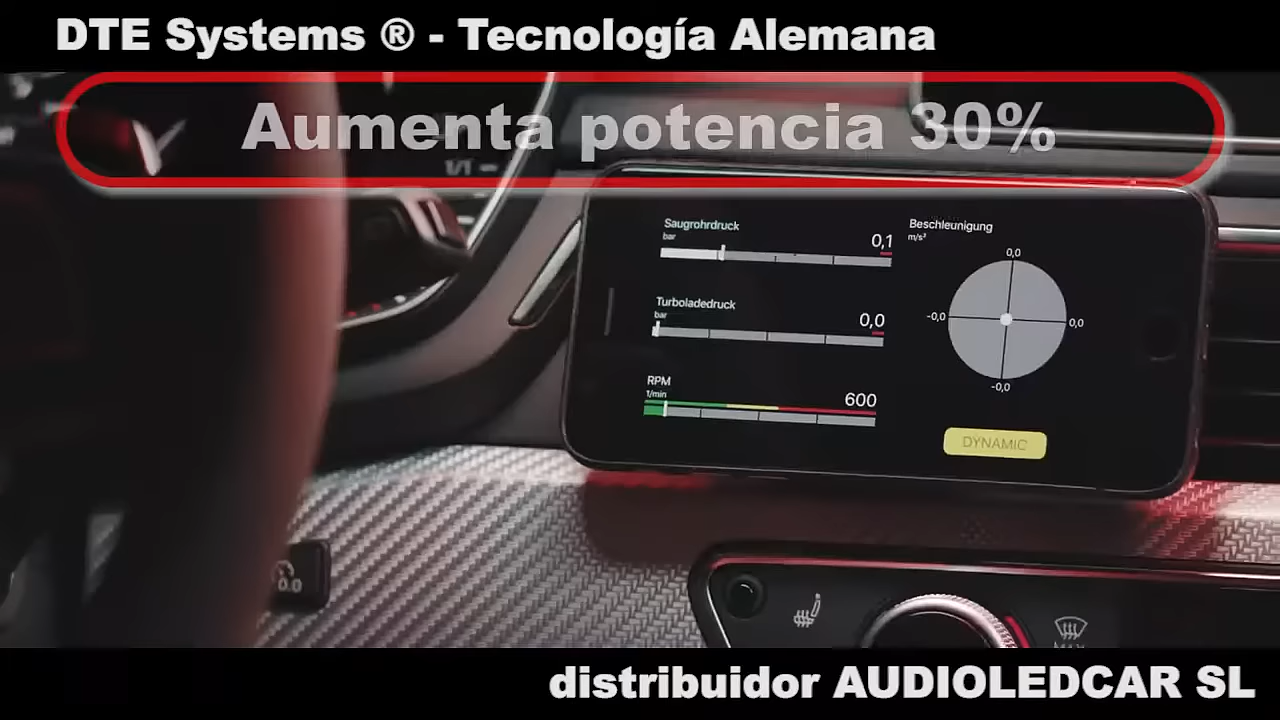 DTE Systems ® - Tecnología Alemana
Aumenta potencia 30%
Saugrohrdruck
bar
0,1
Turboladedruck
bar
0,0
RPM
1/min
600
Beschleunigung
m/s²
0,0
-0,0
0,0
-0,0
DYNAMIC
distribuidor AUDIOLEDCAR SL